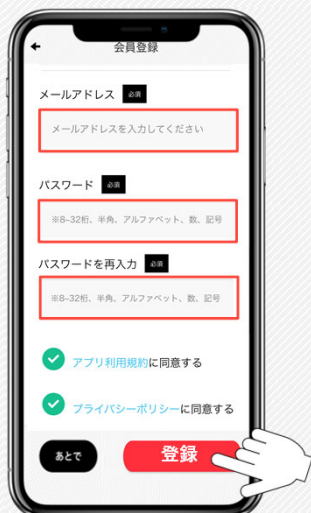 会員登録
メールアドレス 必須
メールアドレスを入力してください
パスワード 必須
※8~32桁、半角、アルファベット、数、記号
パスワードを再入力 必須
※8~32桁、半角、アルファベット、数、記号
アプリ利用規約に同意する
プライバシーポリシーに同意する
あとで 登録